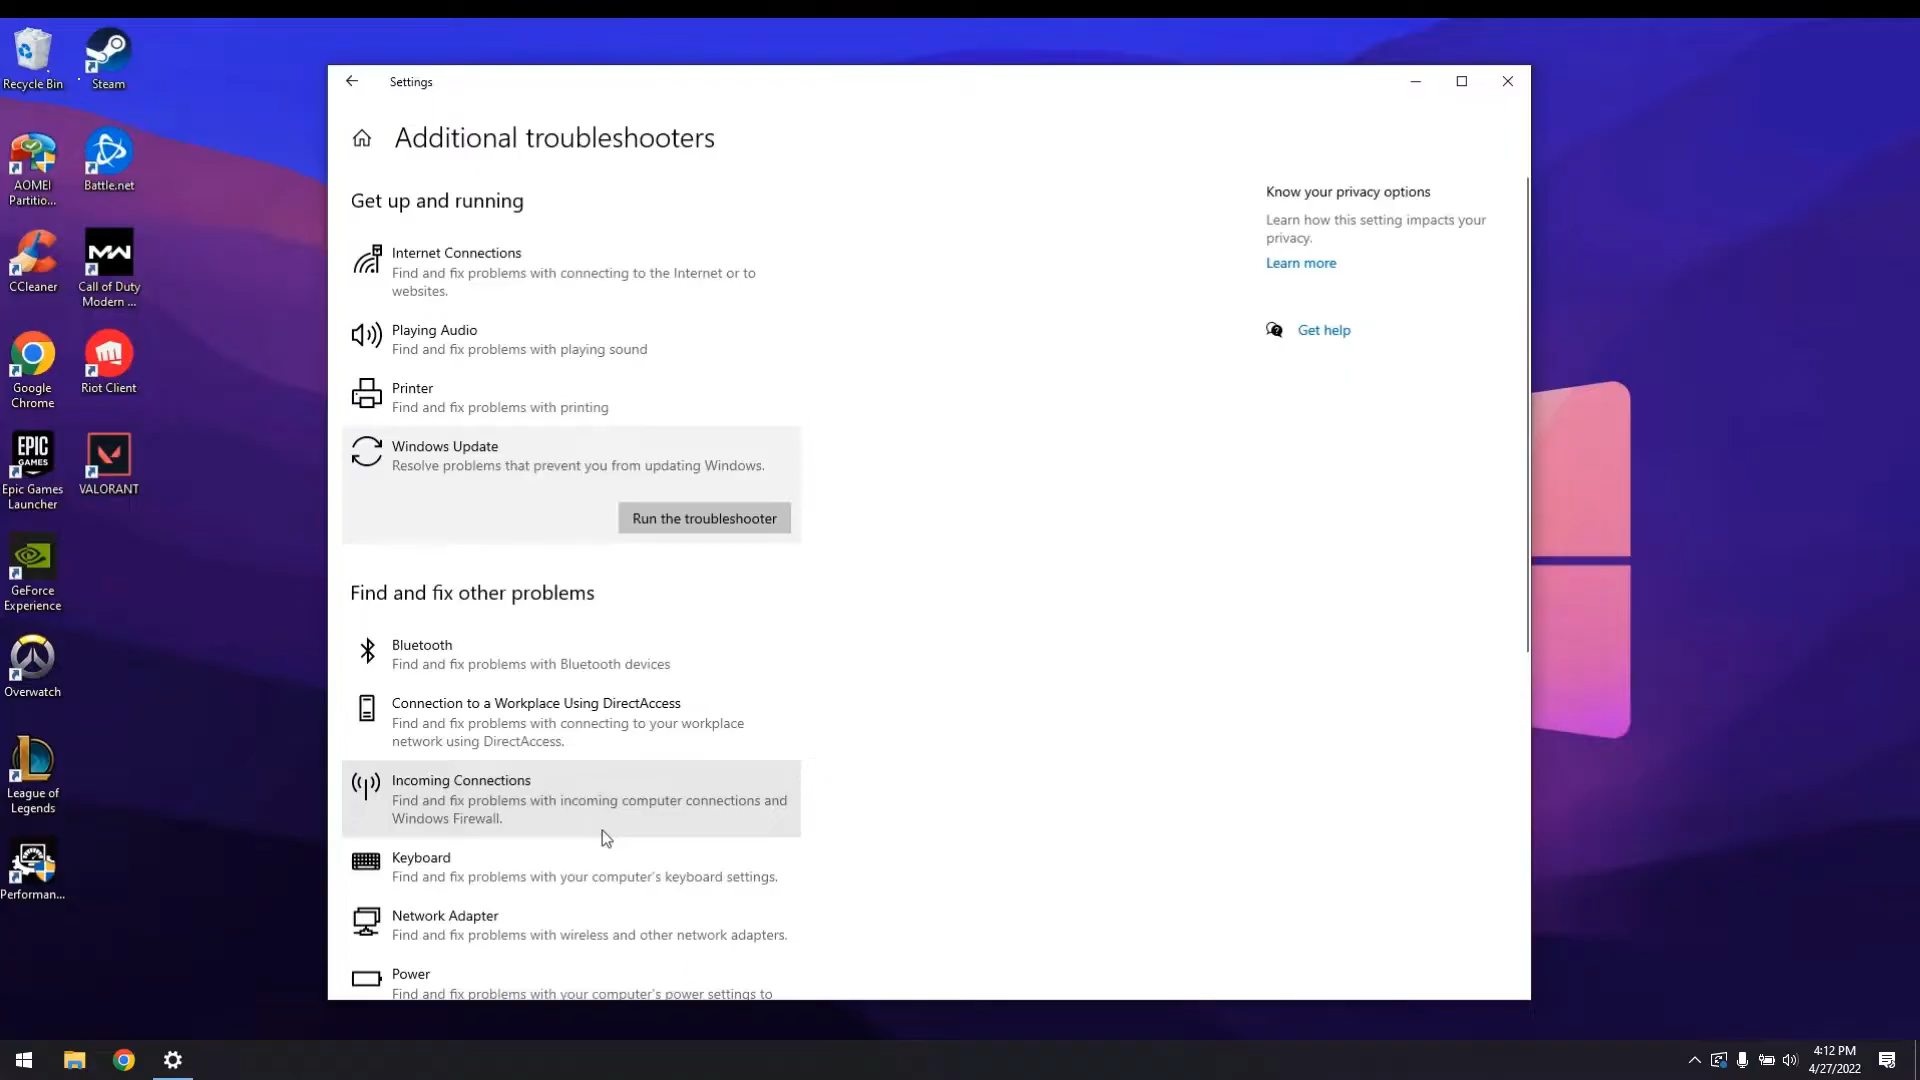 Recycle Bin
Steam
AOMEI
Partitio...
Battle.net
CCleaner
MW
Call of Duty
Modern ...
Google
Chrome
Riot Client
EPIC
GAMES
Epic Games
Launcher
VALORANT
GeForce
Experience
Overwatch
League of
Legends
Performan...
Settings
Additional troubleshooters
Get up and running
Internet Connections
Find and fix problems with connecting to the Internet or to
websites.
Playing Audio
Find and fix problems with playing sound
Printer
Find and fix problems with printing
Windows Update
Resolve problems that prevent you from updating Windows.
Run the troubleshooter
Find and fix other problems
Bluetooth
Find and fix problems with Bluetooth devices
Connection to a Workplace Using DirectAccess
Find and fix problems with connecting to your workplace
network using DirectAccess.
Incoming Connections
Find and fix problems with incoming computer connections and
Windows Firewall.
Keyboard
Find and fix problems with your computer's keyboard settings.
Network Adapter
Find and fix problems with wireless and other network adapters.
Power
Find and fix problems with your computer's power settings to
Know your privacy options
Learn how this setting impacts your
privacy.
Learn more
Get help
4:12 PM
4/27/2022